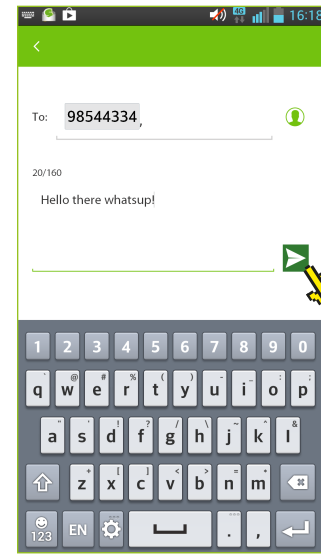 4G 16:18
To: 98544334,
20/160
Hello there whatsup!
1 2 3 4 5 6 7 8 9 0
q w @ e # r % t ( y ) u - i _ o : p ;
a " s ' d ! f ? g / h \ j ~ k ^ l &
z + x [ c ] v < b > n = m *
123 EN . ,